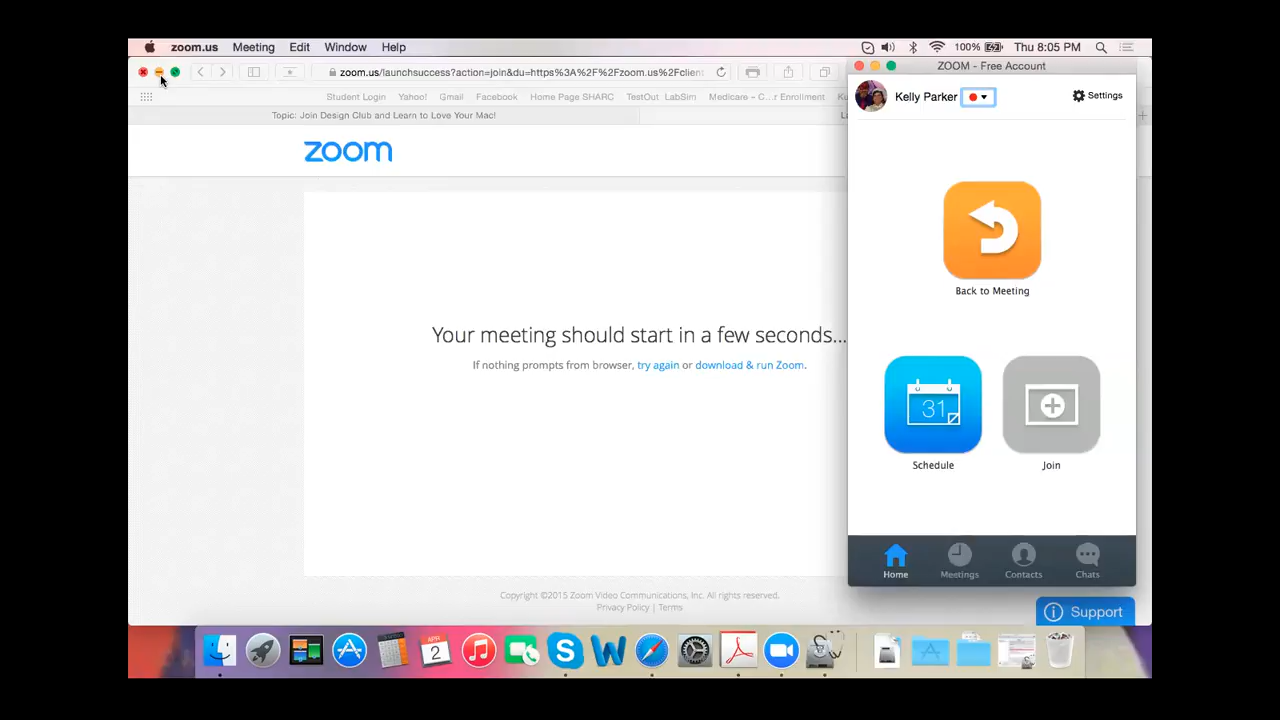 zoom.us Meeting Edit Window Help 100% Thu 8:05 PM
zoom.us/launchsuccess?action=join&du=https%3A%2F%2Fzoom.us%2Fclient
Student Login Yahoo! Gmail Facebook Home Page SHARC TestOut LabSim Medicare – C...r Enrollment
Topic: Join Design Club and Learn to Love Your Mac!
zoom
Your meeting should start in a few seconds...
If nothing prompts from browser, try again or download & run Zoom.
Copyright ©2015 Zoom Video Communications, Inc. All rights reserved.
Privacy Policy | Terms
ZOOM - Free Account
Kelly Parker Settings
Back to Meeting
31
Schedule Join
Home Meetings Contacts Chats
Support
APR
2